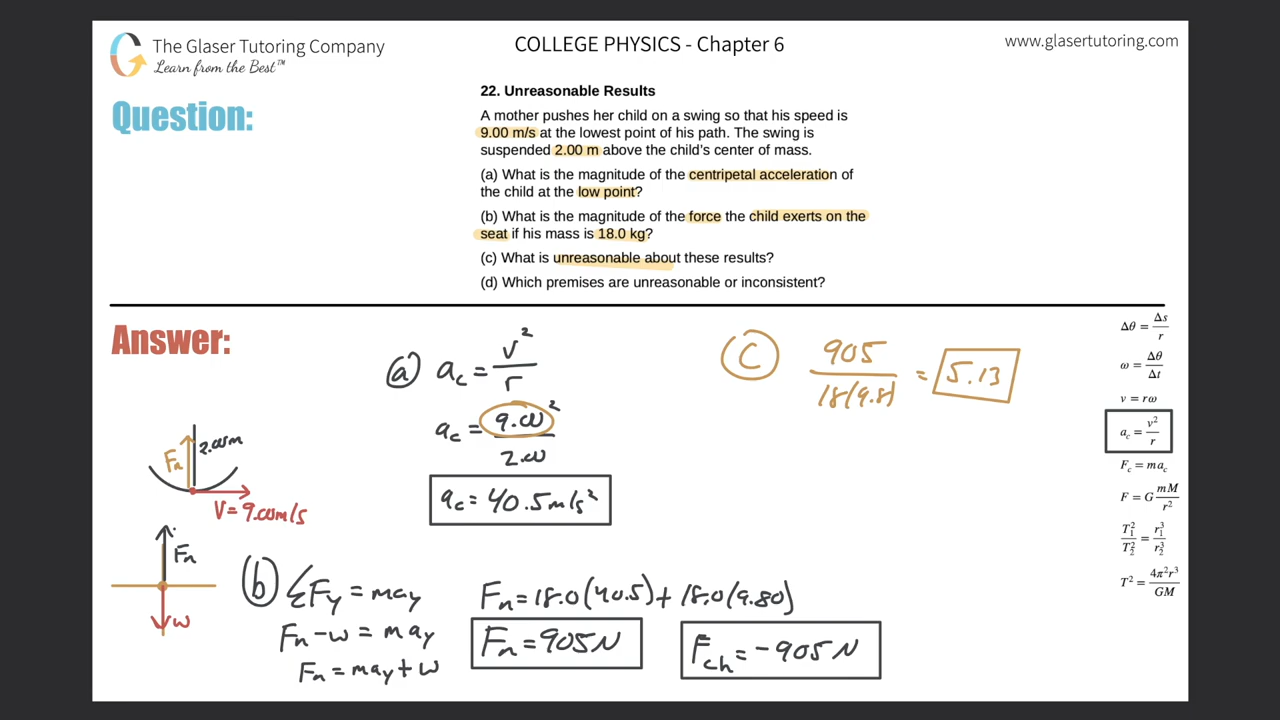 The Glaser Tutoring Company
Learn from the Best™
COLLEGE PHYSICS - Chapter 6
www.glasertutoring.com
Question:
22. Unreasonable Results
A mother pushes her child on a swing so that his speed is
9.00 m/s at the lowest point of his path. The swing is
suspended 2.00 m above the child's center of mass.
(a) What is the magnitude of the centripetal acceleration of
the child at the low point?
(b) What is the magnitude of the force the child exerts on the
seat if his mass is 18.0 kg?
(c) What is unreasonable about these results?
(d) Which premises are unreasonable or inconsistent?
Answer:
(a) a_c = v²/r
a_c = 9.00²/2.00
a_c = 40.5 m/s²
(c) 905/18(9.8) = 5.13
Fn
2.00m
V = 9.00m/s
Fn
w
(b) ΣFy = may
Fn - w = may
Fn = may + w
Fn = 18.0(40.5) + 18.0(9.80)
Fn = 905N
F_ch = -905N
Δθ = Δs/r
ω = Δθ/Δt
v = rω
a_c = v²/r
F_c = ma_c
F = G mM/r²
T₁²/T₂² = r₁³/r₂³
T² = 4π²r³/GM